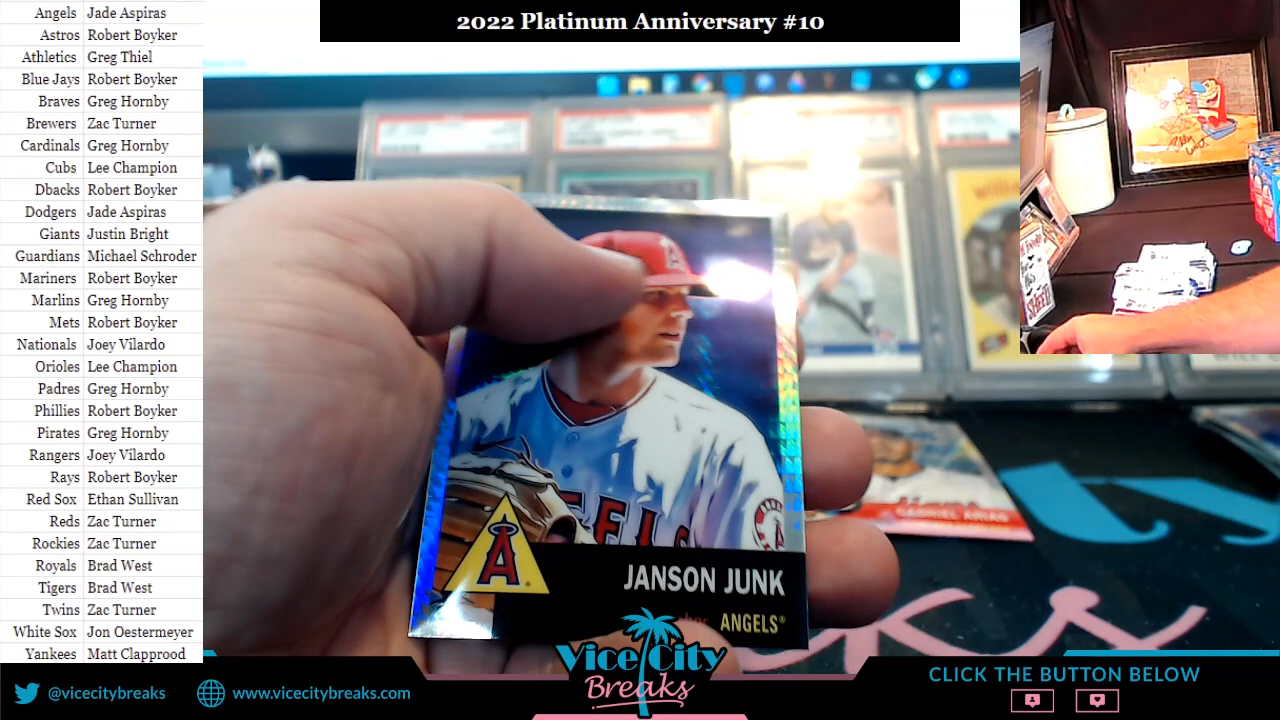 2022 Platinum Anniversary #10
Angels Jade Aspiras
Astros Robert Boyker
Athletics Greg Thiel
Blue Jays Robert Boyker
Braves Greg Hornby
Brewers Zac Turner
Cardinals Greg Hornby
Cubs Lee Champion
Dbacks Robert Boyker
Dodgers Jade Aspiras
Giants Justin Bright
Guardians Michael Schroder
Mariners Robert Boyker
Marlins Greg Hornby
Mets Robert Boyker
Nationals Joey Vilardo
Orioles Lee Champion
Padres Greg Hornby
Phillies Robert Boyker
Pirates Greg Hornby
Rangers Joey Vilardo
Rays Robert Boyker
Red Sox Ethan Sullivan
Reds Zac Turner
Rockies Zac Turner
Royals Brad West
Tigers Brad West
Twins Zac Turner
White Sox Jon Oestermeyer
Yankees Matt Clapprood
A
A
JANSON JUNK
ANGELS®
GABRIEL ARIAS
Vice City
Breaks
@vicecitybreaks
www.vicecitybreaks.com
CLICK THE BUTTON BELOW